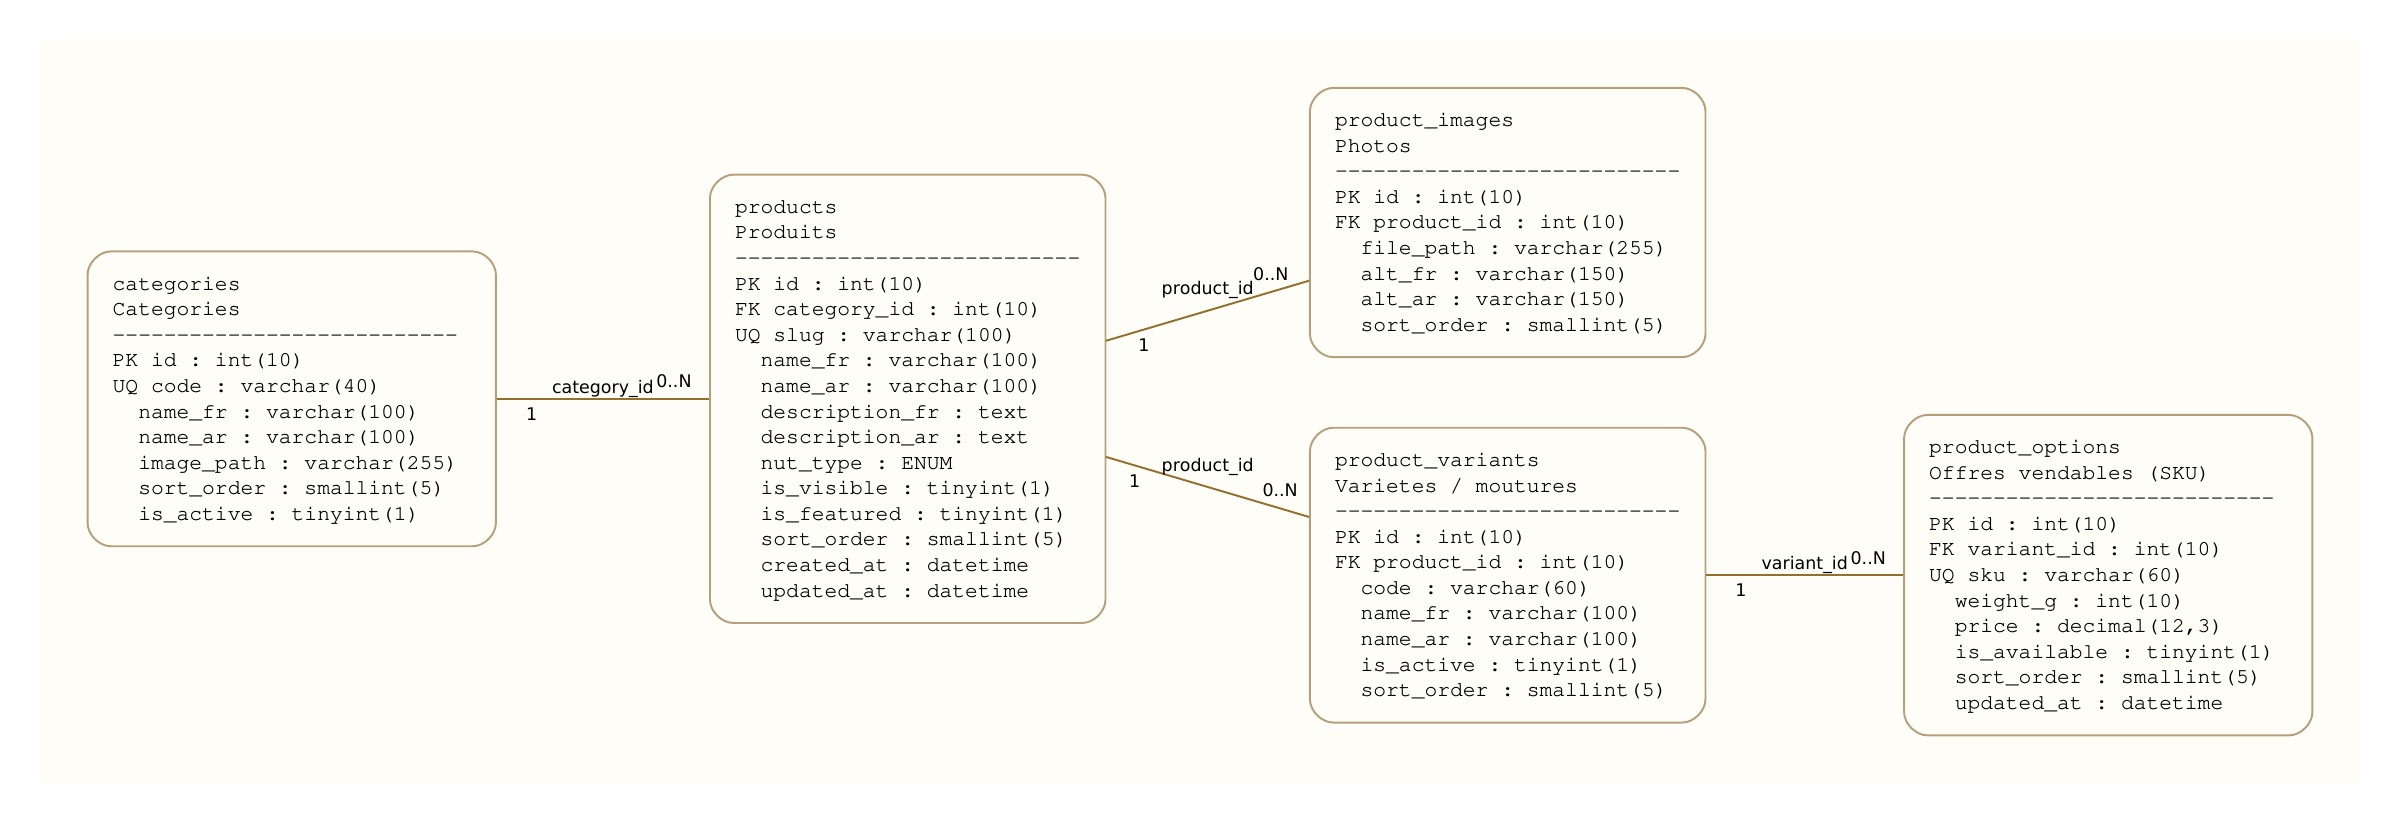 categories
Categories
---------------------------
PK id : int(10)
UQ code : varchar(40)
name_fr : varchar(100)
name_ar : varchar(100)
image_path : varchar(255)
sort_order : smallint(5)
is_active : tinyint(1)
category_id
0..N
1
products
Produits
---------------------------
PK id : int(10)
FK category_id : int(10)
UQ slug : varchar(100)
name_fr : varchar(100)
name_ar : varchar(100)
description_fr : text
description_ar : text
nut_type : ENUM
is_visible : tinyint(1)
is_featured : tinyint(1)
sort_order : smallint(5)
created_at : datetime
updated_at : datetime
product_id
0..N
1
product_images
Photos
---------------------------
PK id : int(10)
FK product_id : int(10)
file_path : varchar(255)
alt_fr : varchar(150)
alt_ar : varchar(150)
sort_order : smallint(5)
product_id
0..N
1
product_variants
Varietes / moutures
---------------------------
PK id : int(10)
FK product_id : int(10)
code : varchar(60)
name_fr : varchar(100)
name_ar : varchar(100)
is_active : tinyint(1)
sort_order : smallint(5)
variant_id
0..N
1
product_options
Offres vendables (SKU)
---------------------------
PK id : int(10)
FK variant_id : int(10)
UQ sku : varchar(60)
weight_g : int(10)
price : decimal(12,3)
is_available : tinyint(1)
sort_order : smallint(5)
updated_at : datetime